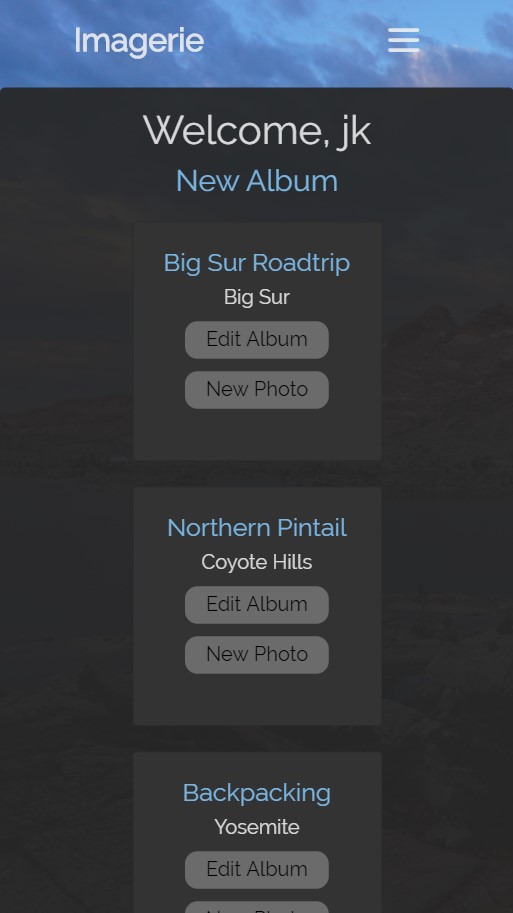 Imagerie
Welcome, jk
New Album
Big Sur Roadtrip
Big Sur
Edit Album
New Photo
Northern Pintail
Coyote Hills
Edit Album
New Photo
Backpacking
Yosemite
Edit Album